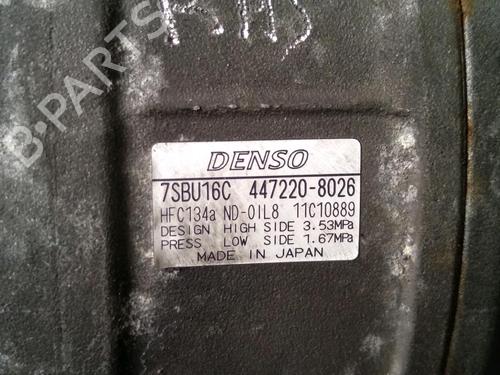 B-PARTS
DENSO
7SBU16C 447220-8026
HFC134a ND-OIL8 11C10889
DESIGN HIGH SIDE 3.53MPa
PRESS LOW SIDE 1.67MPa
MADE IN JAPAN